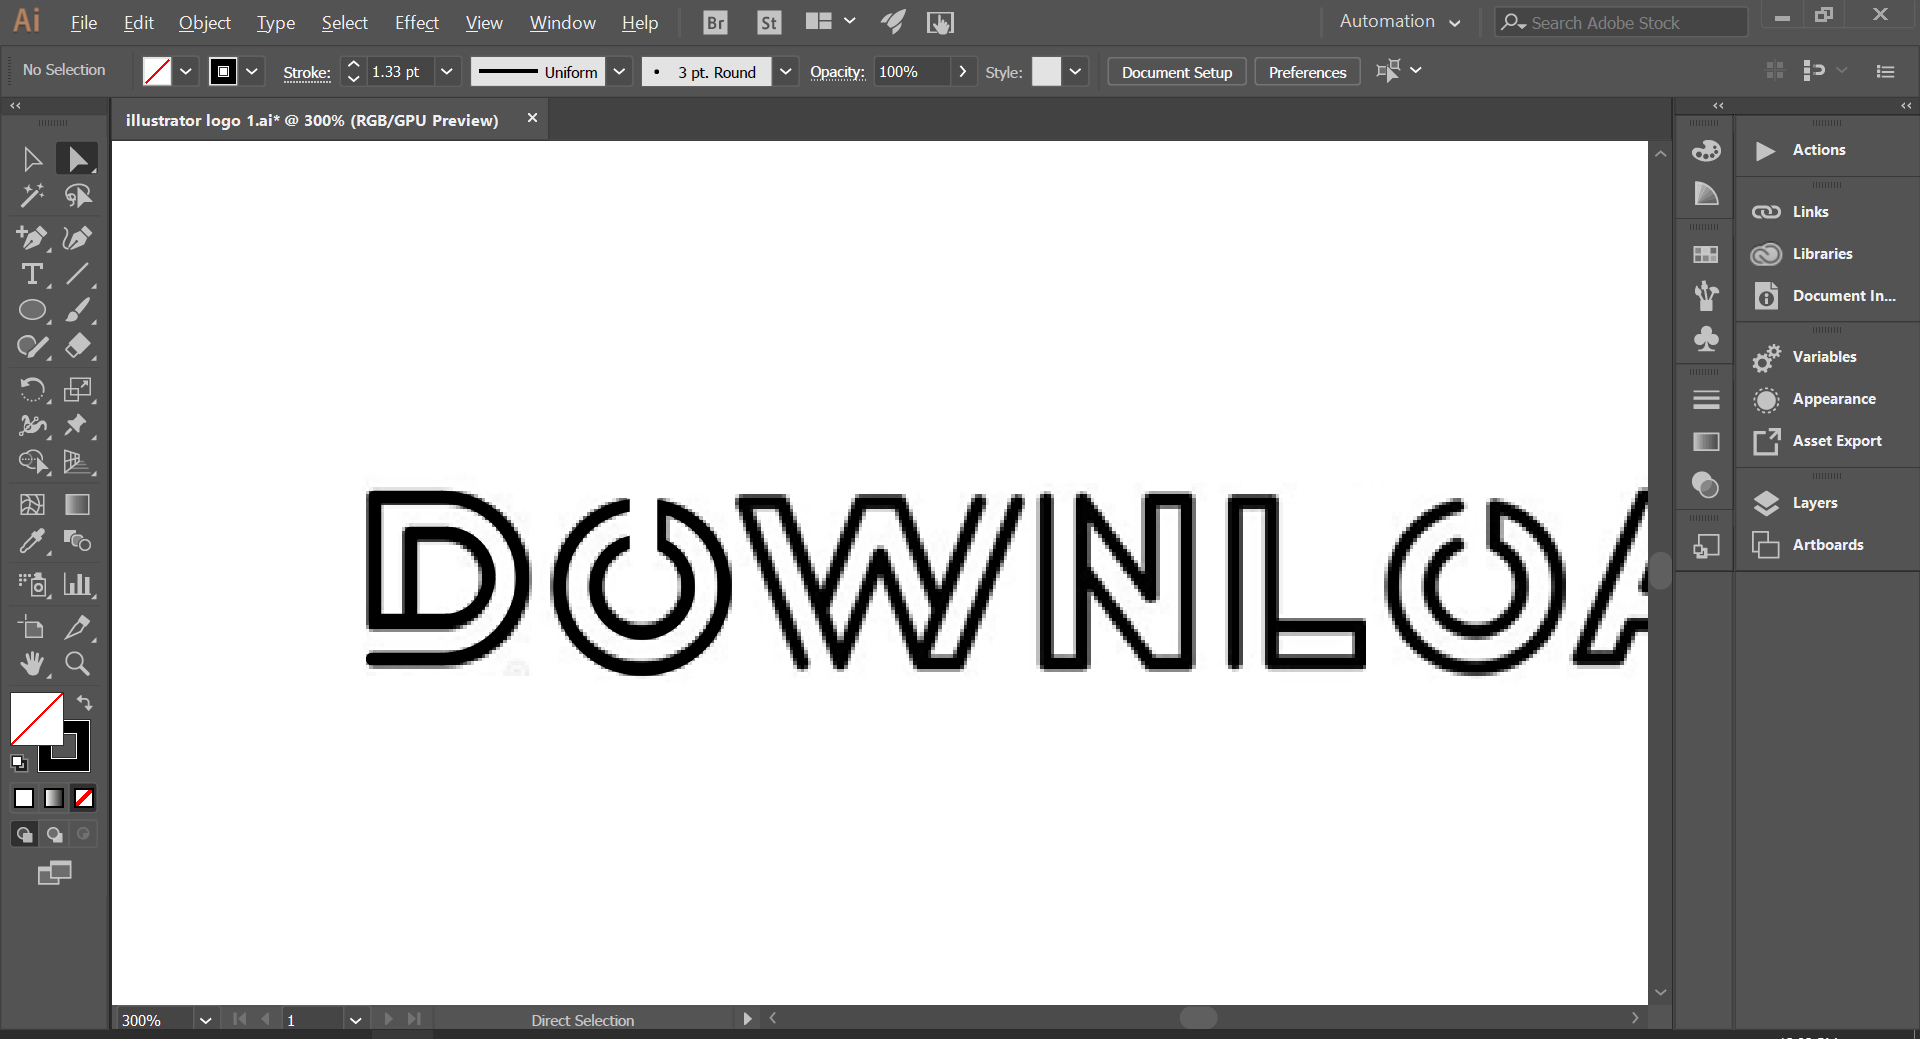 Ai File Edit Object Type Select Effect View Window Help Br St Automation Search Adobe Stock
No Selection Stroke: 1.33 pt Uniform 3 pt. Round Opacity: 100% Style: Document Setup Preferences
illustrator logo 1.ai* @ 300% (RGB/GPU Preview)
Actions
Links
Libraries
Document In...
Variables
Appearance
Asset Export
Layers
Artboards
DOWNLOA
300% 1 Direct Selection